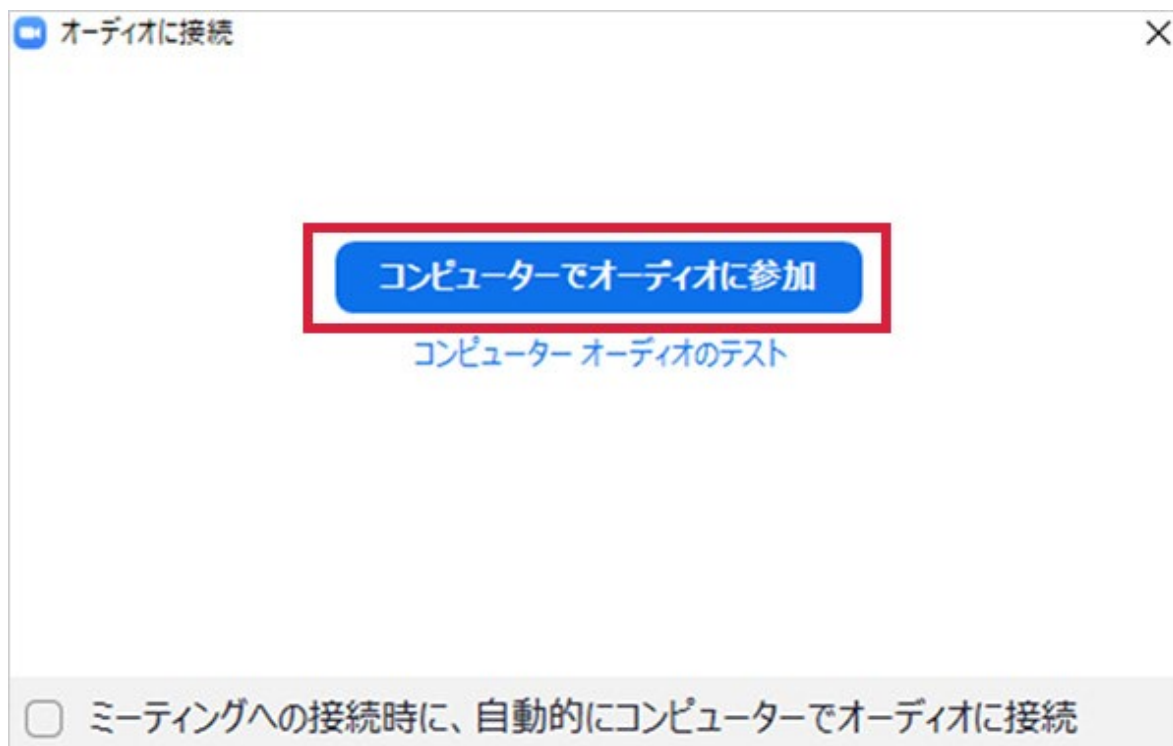 オーディオに接続
コンピューターでオーディオに参加
コンピューター オーディオのテスト
ミーティングへの接続時に、自動的にコンピューターでオーディオに接続